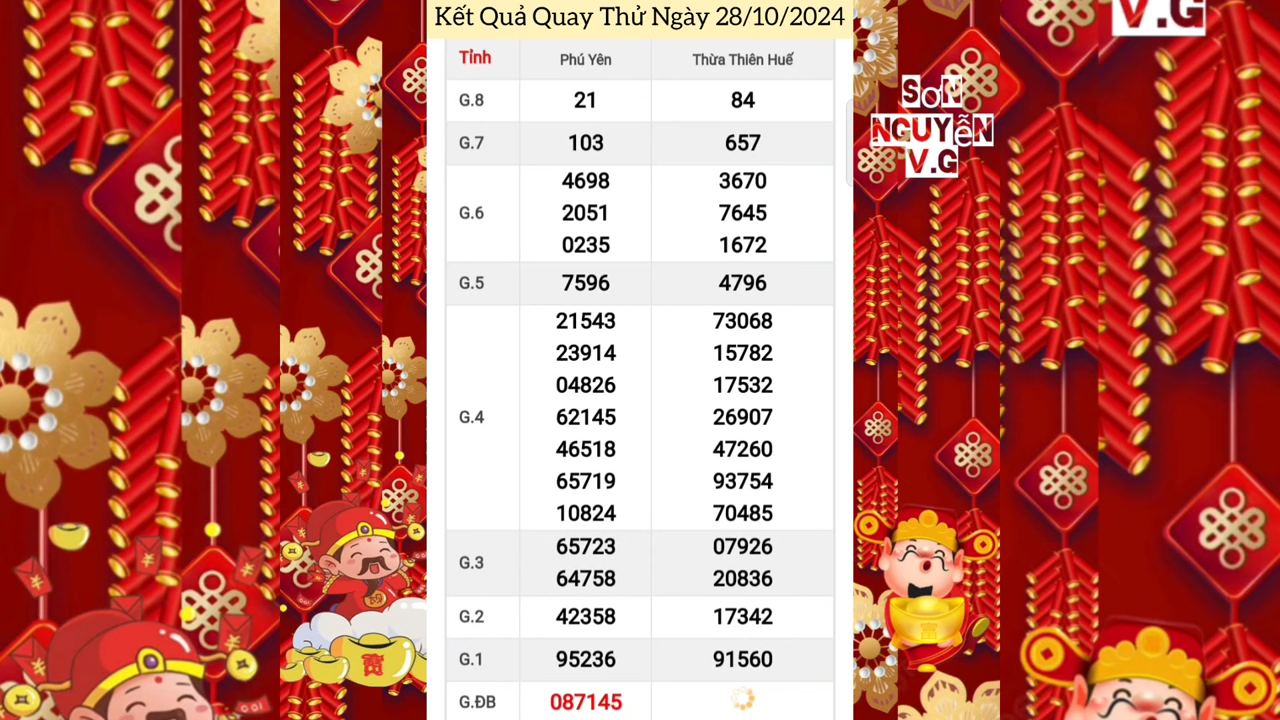 Kết Quả Quay Thử Ngày 28/10/2024
V.G
Tỉnh Phú Yên Thừa Thiên Huế
G.8 21 84
G.7 103 657
4698 3670
G.6 2051 7645
0235 1672
G.5 7596 4796
21543 73068
23914 15782
04826 17532
G.4 62145 26907
46518 47260
65719 93754
10824 70485
G.3 65723 07926
64758 20836
G.2 42358 17342
G.1 95236 91560
G.ĐB 087145
SƠN
NGUYỄN
V.G